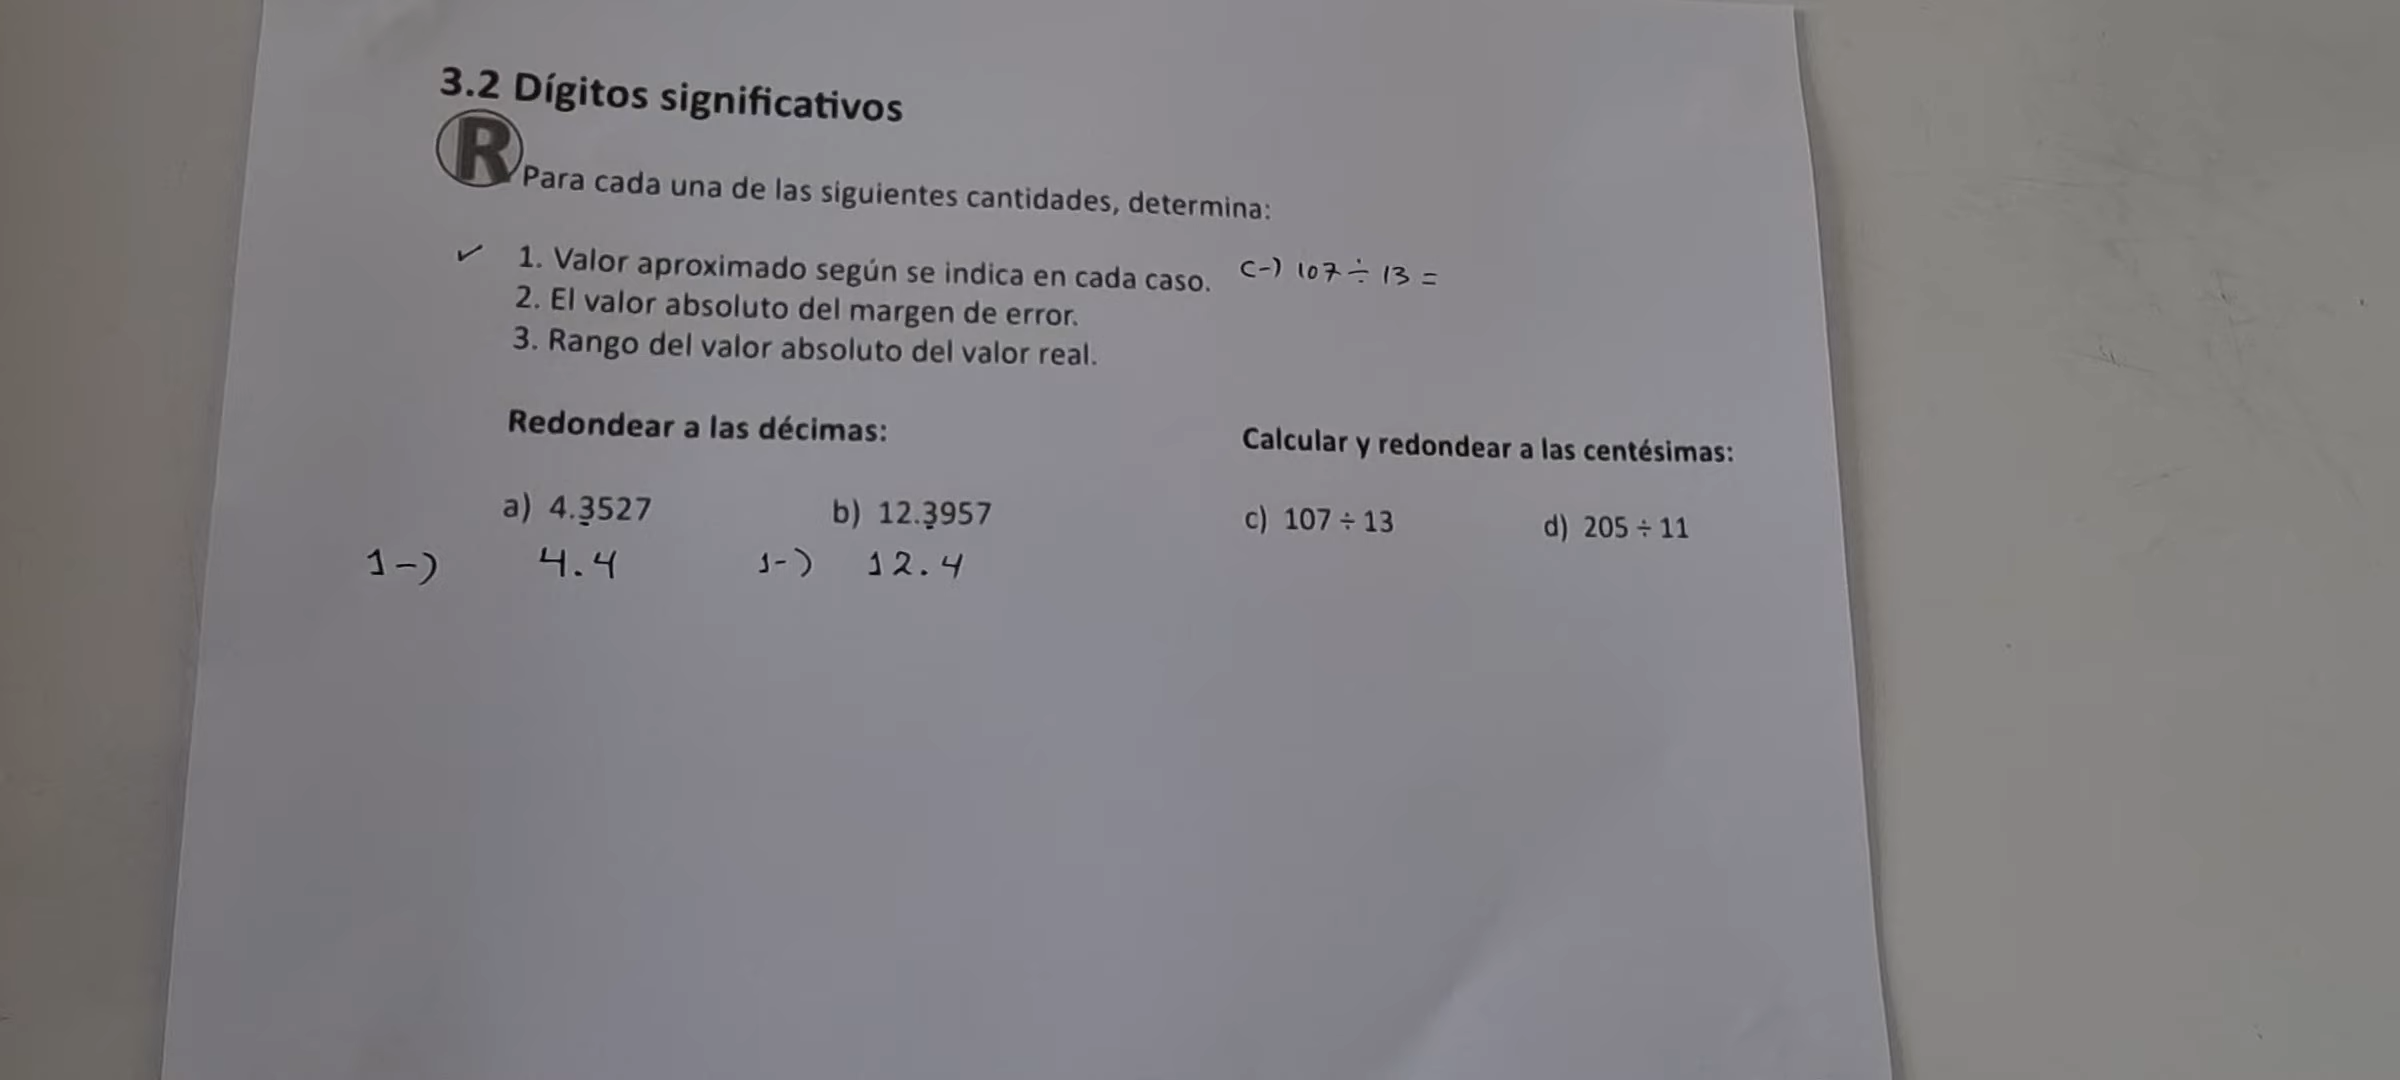 3.2 Dígitos significativos
R Para cada una de las siguientes cantidades, determina:
✓ 1. Valor aproximado según se indica en cada caso. c-) 107 ÷ 13 =
2. El valor absoluto del margen de error.
3. Rango del valor absoluto del valor real.
Redondear a las décimas:
a) 4.3527 b) 12.3957
1-) 4.4 1-) 12.4
Calcular y redondear a las centésimas:
c) 107 ÷ 13 d) 205 ÷ 11